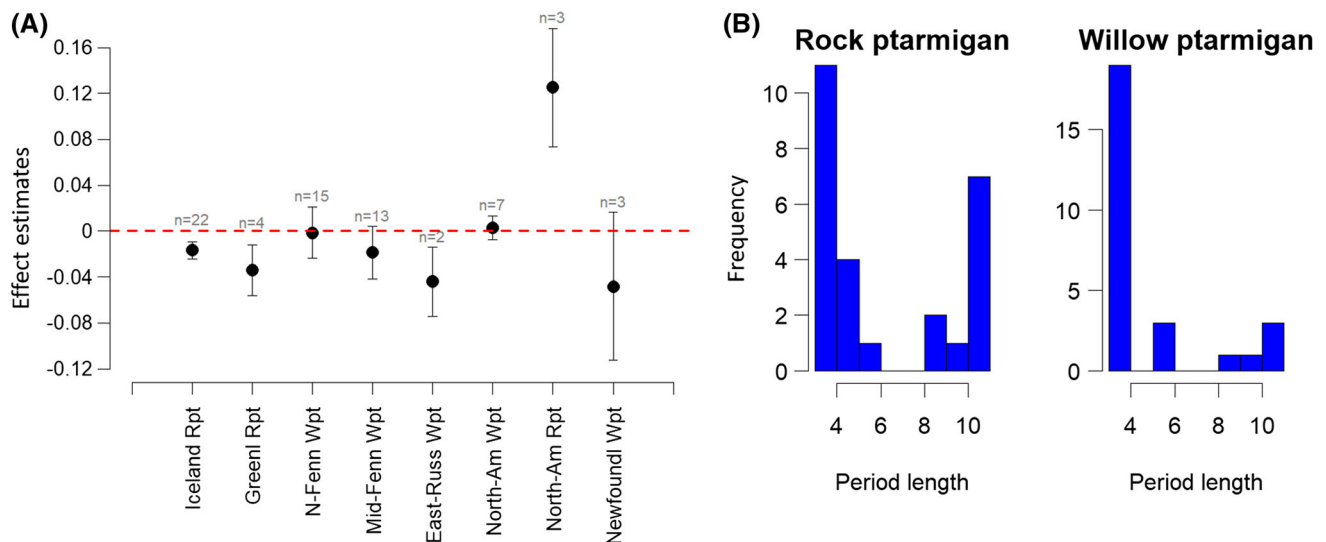 (A)
Effect estimates
0.16
0.12
0.08
0.04
0
-0.04
-0.08
-0.12
n=22
n=4
n=15
n=13
n=2
n=7
n=3
n=3
Iceland Rpt
Greenl Rpt
N-Fenn Wpt
Mid-Fenn Wpt
East-Russ Wpt
North-Am Wpt
North-Am Rpt
Newfoundl Wpt
(B)
Rock ptarmigan
Frequency
10
8
6
4
2
0
4 6 8 10
Period length
Willow ptarmigan
15
10
5
0
4 6 8 10
Period length